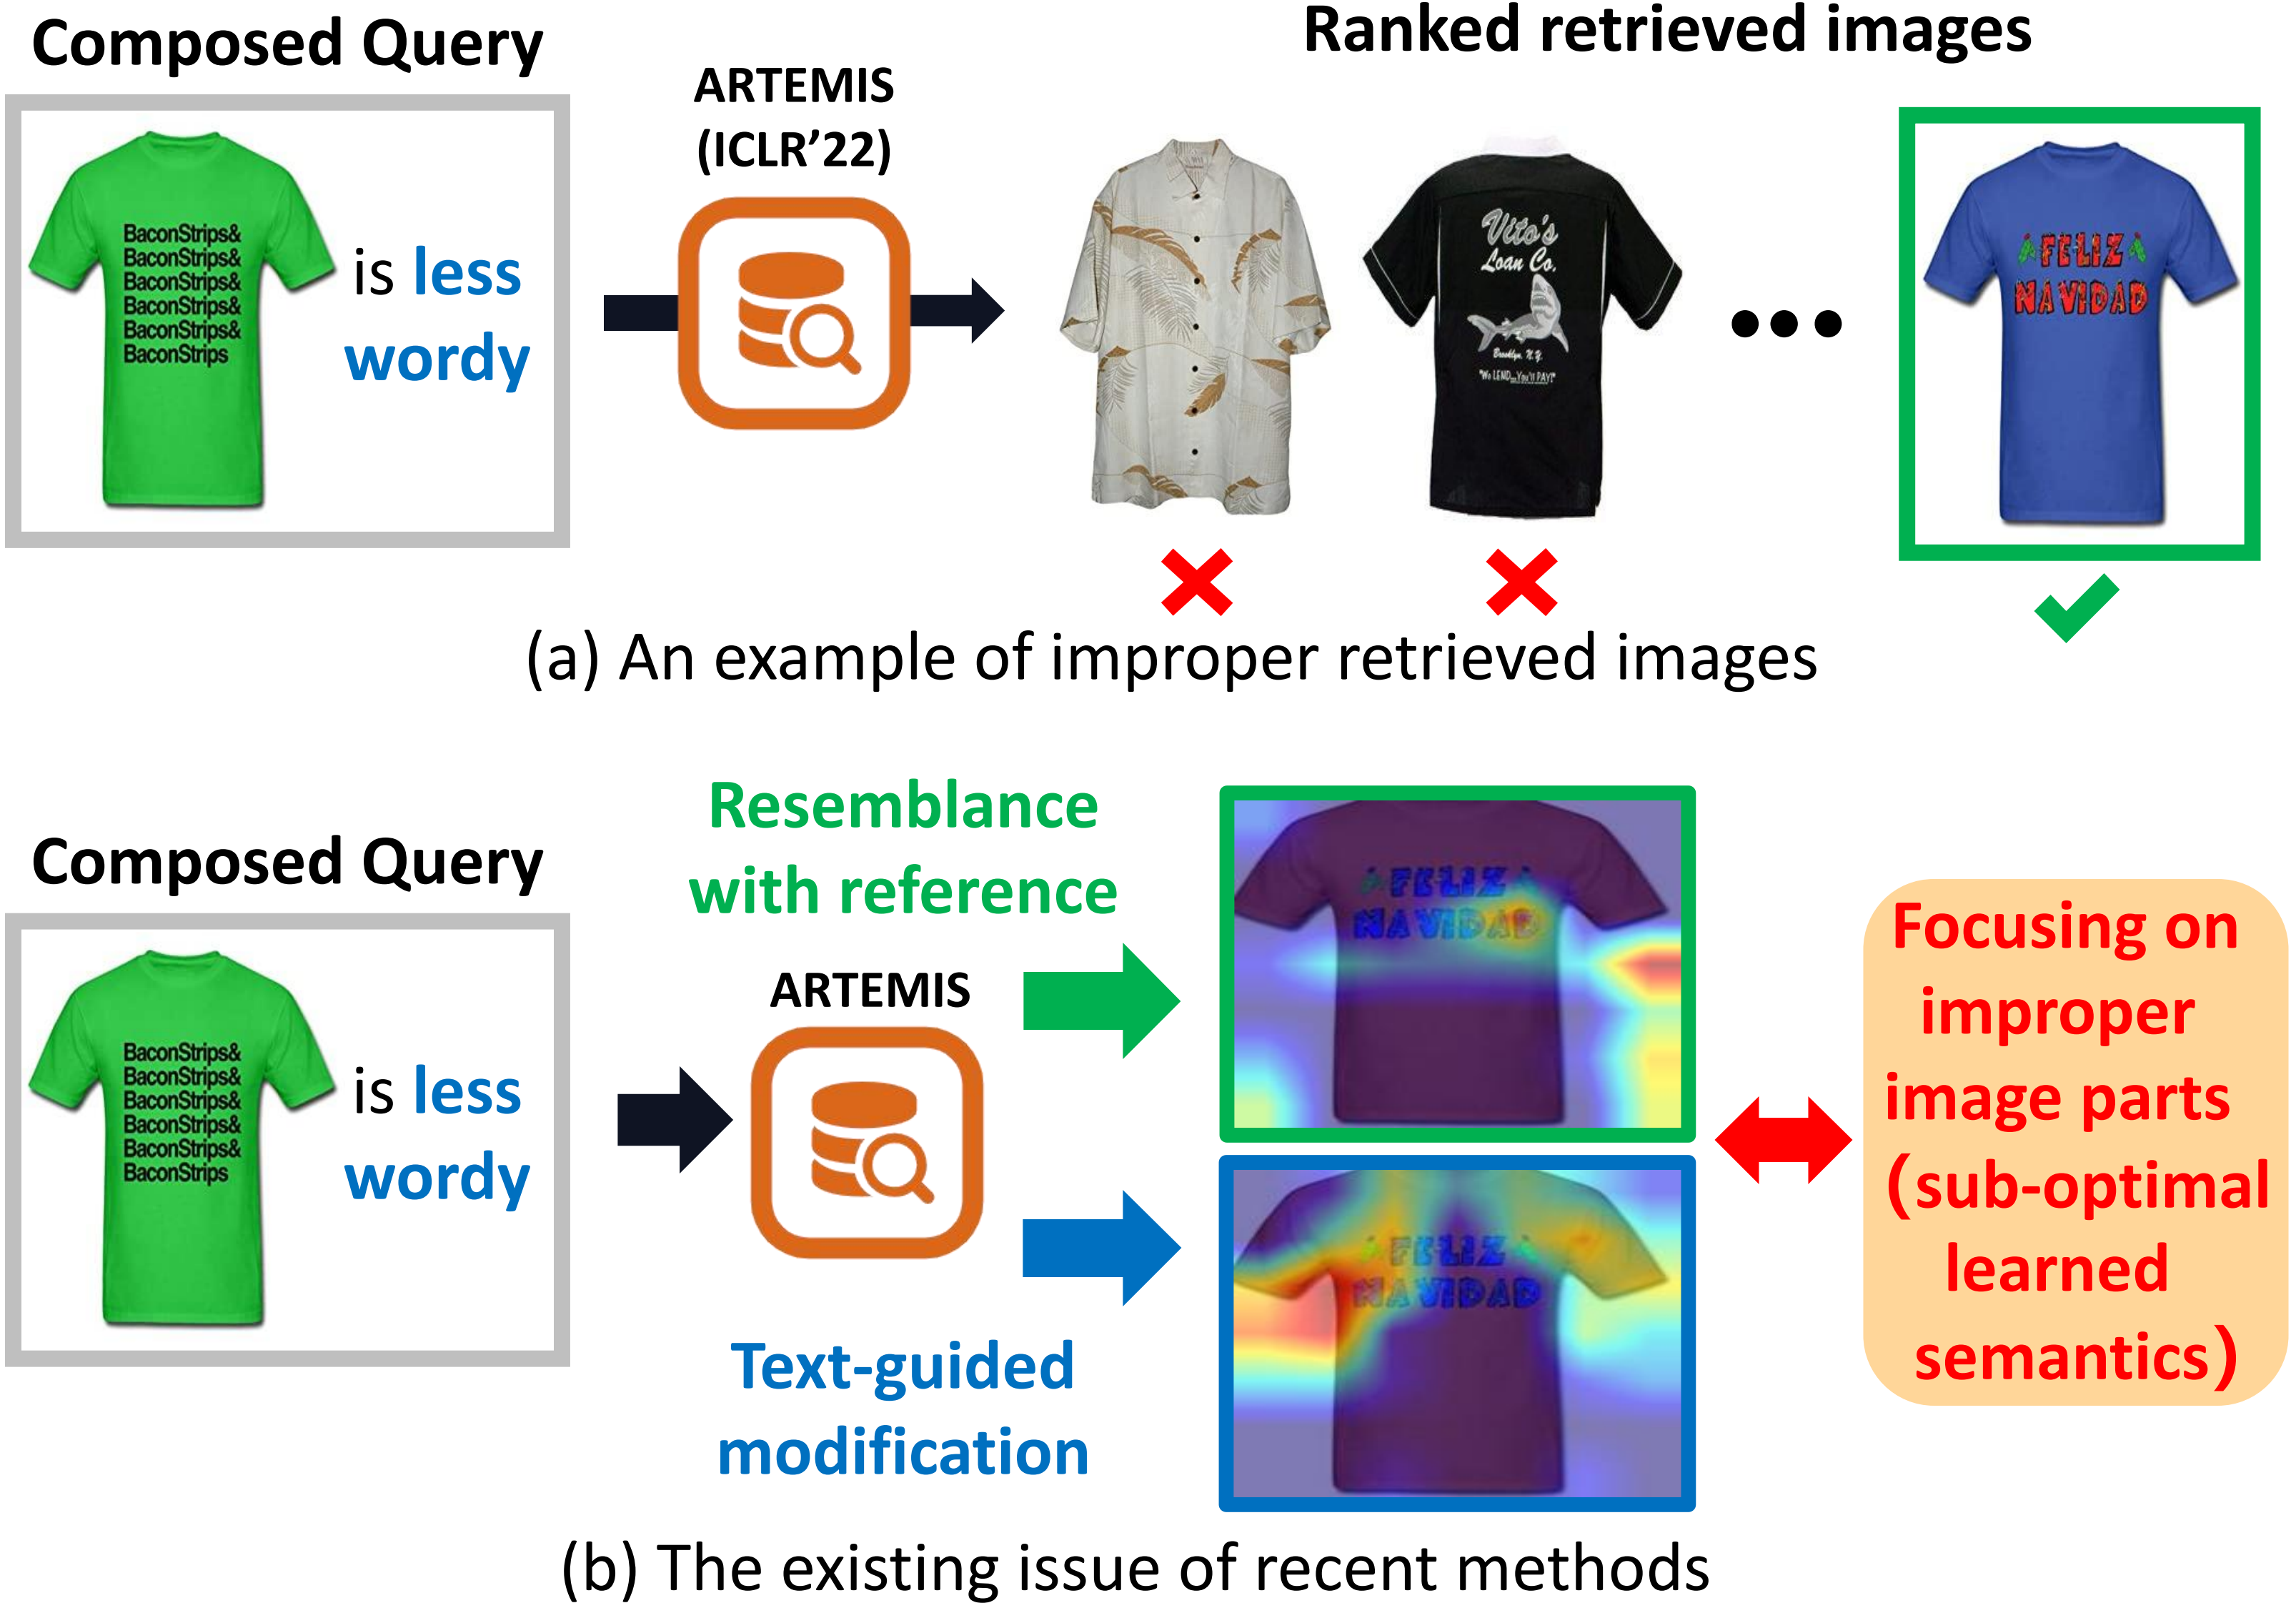 Composed Query
ARTEMIS
(ICLR’22)
Ranked retrieved images
BaconStrips&
BaconStrips&
BaconStrips&
BaconStrips&
BaconStrips&
BaconStrips
is less
wordy
Vito's
Loan Co.
Brooklyn, N.Y.
"We LEND...You'll PAY!"
FELIZ
NAVIDAD
(a) An example of improper retrieved images
Composed Query
BaconStrips&
BaconStrips&
BaconStrips&
BaconStrips&
BaconStrips&
BaconStrips
is less
wordy
Resemblance
with reference
ARTEMIS
Text-guided
modification
FELIZ
NAVIDAD
FELIZ
NAVIDAD
Focusing on
improper
image parts
(sub-optimal
learned
semantics)
(b) The existing issue of recent methods